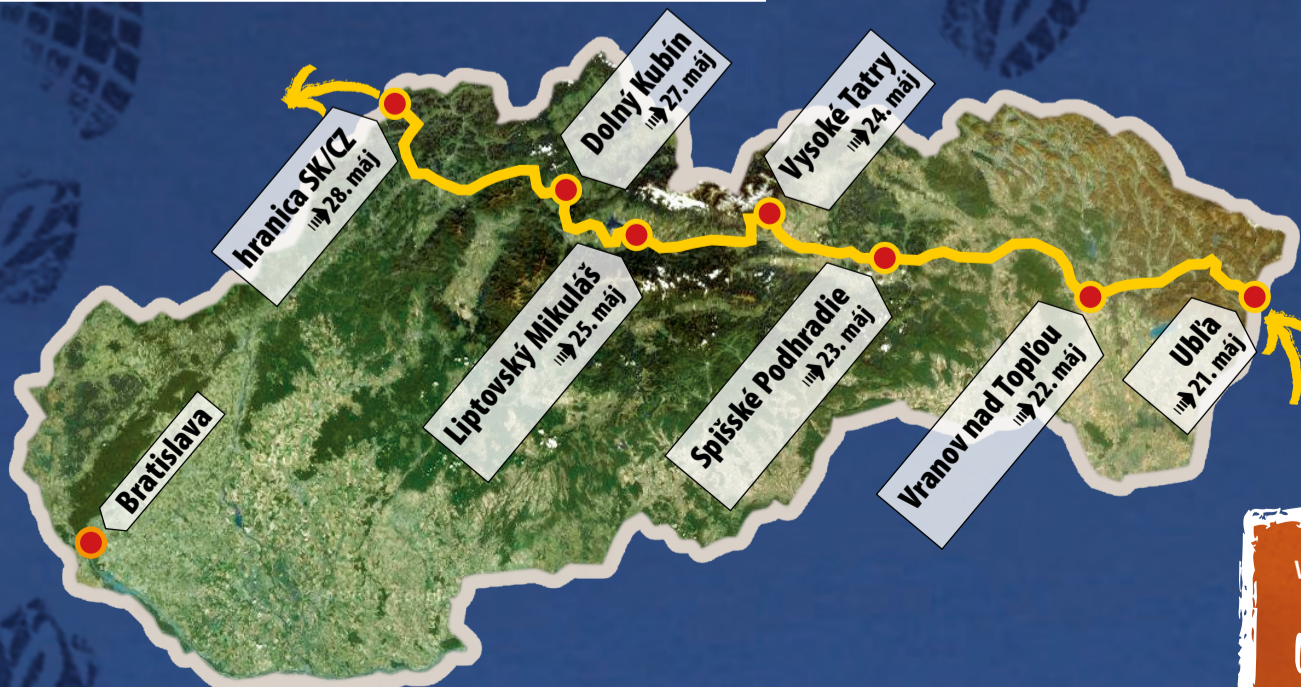 hranica SK/CZ
28. máj
Dolný Kubín
27. máj
Vysoké Tatry
24. máj
Liptovský Mikuláš
25. máj
Spišské Podhradie
23. máj
Vranov nad Topľou
22. máj
Ubľa
21. máj
Bratislava